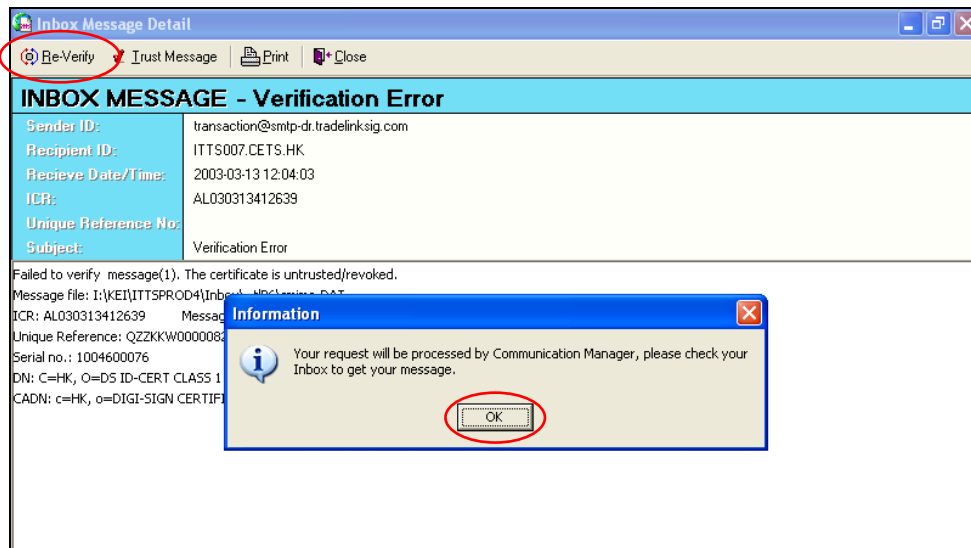 Inbox Message Detail
Re-Verify Trust Message Print Close
INBOX MESSAGE - Verification Error
Sender ID: transaction@smtp-dr.tradelinksig.com
Recipient ID: ITTS007.CETS.HK
Recieve Date/Time: 2003-03-13 12:04:03
ICR: AL030313412639
Unique Reference No:
Subject: Verification Error
Failed to verify message(1). The certificate is untrusted/revoked.
Message file: I:\KEI\ITTSPROD4\
ICR: AL030313412639 Messag
Unique Reference: QZZKKW0000082
Serial no.: 1004600076
DN: C=HK, O=DS ID-CERT CLASS 1
CADN: c=HK, o=DIGI-SIGN CERTIF
Information
Your request will be processed by Communication Manager, please check your
Inbox to get your message.
OK